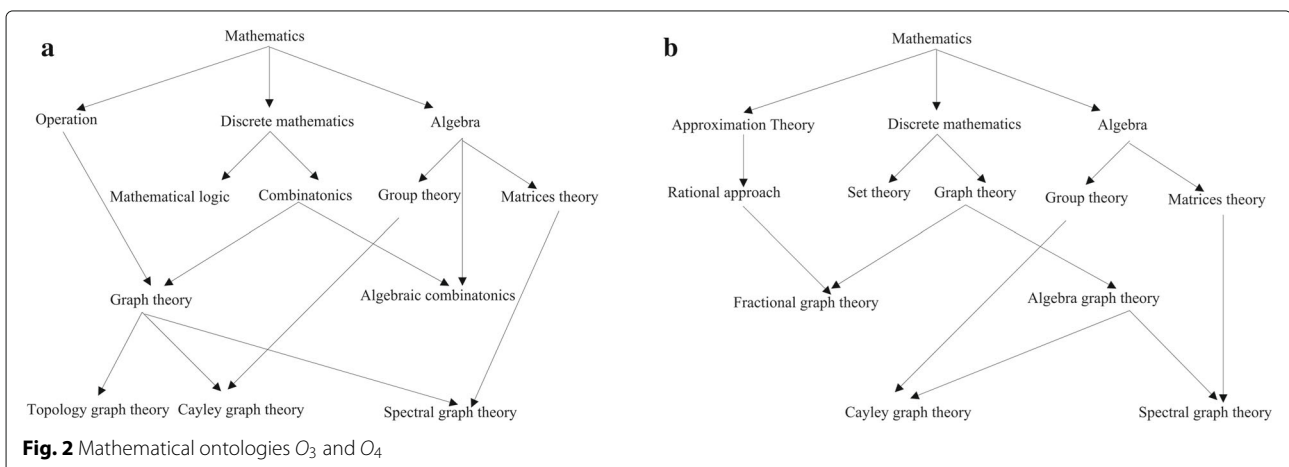 a
Mathematics
Operation
Discrete mathematics
Algebra
Mathematical logic
Combinatonics
Group theory
Matrices theory
Graph theory
Algebraic combinatonics
Topology graph theory
Cayley graph theory
Spectral graph theory
b
Mathematics
Approximation Theory
Discrete mathematics
Algebra
Rational approach
Set theory
Graph theory
Group theory
Matrices theory
Fractional graph theory
Algebra graph theory
Cayley graph theory
Spectral graph theory
Fig. 2 Mathematical ontologies O3 and O4